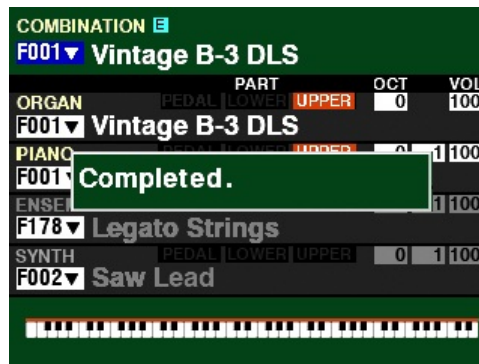 COMBINATION E
F001▼ Vintage B-3 DLS
PART OCT VOL
ORGAN PEDAL LOWER UPPER 0 100
F001▼ Vintage B-3 DLS
PIANO UPPER 0 1 100
F001
Completed.
ENSE 1 100
F178▼ Legato Strings
SYNTH PEDAL LOWER UPPER 0 1 100
F002▼ Saw Lead